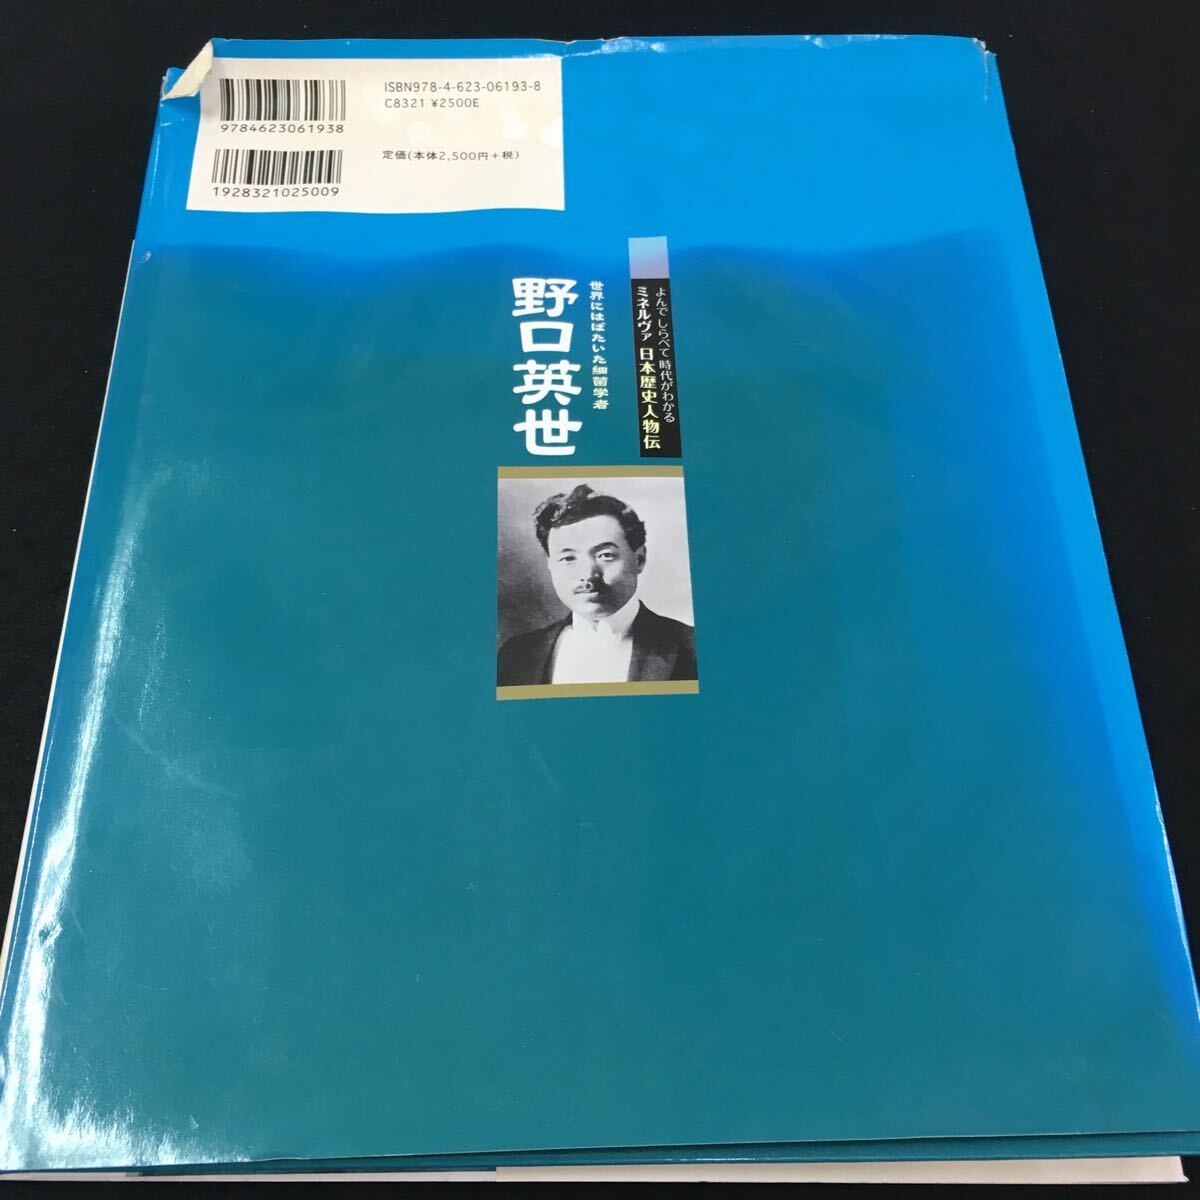 ISBN978-4-623-06193-8
C8321 ¥2500E
9784623061938
定価(本体2,500円+税)
1928321025009
よんでしらべて時代がわかる
ミネルヴァ 日本歴史人物伝
世界にはばたいた細菌学者
野口英世